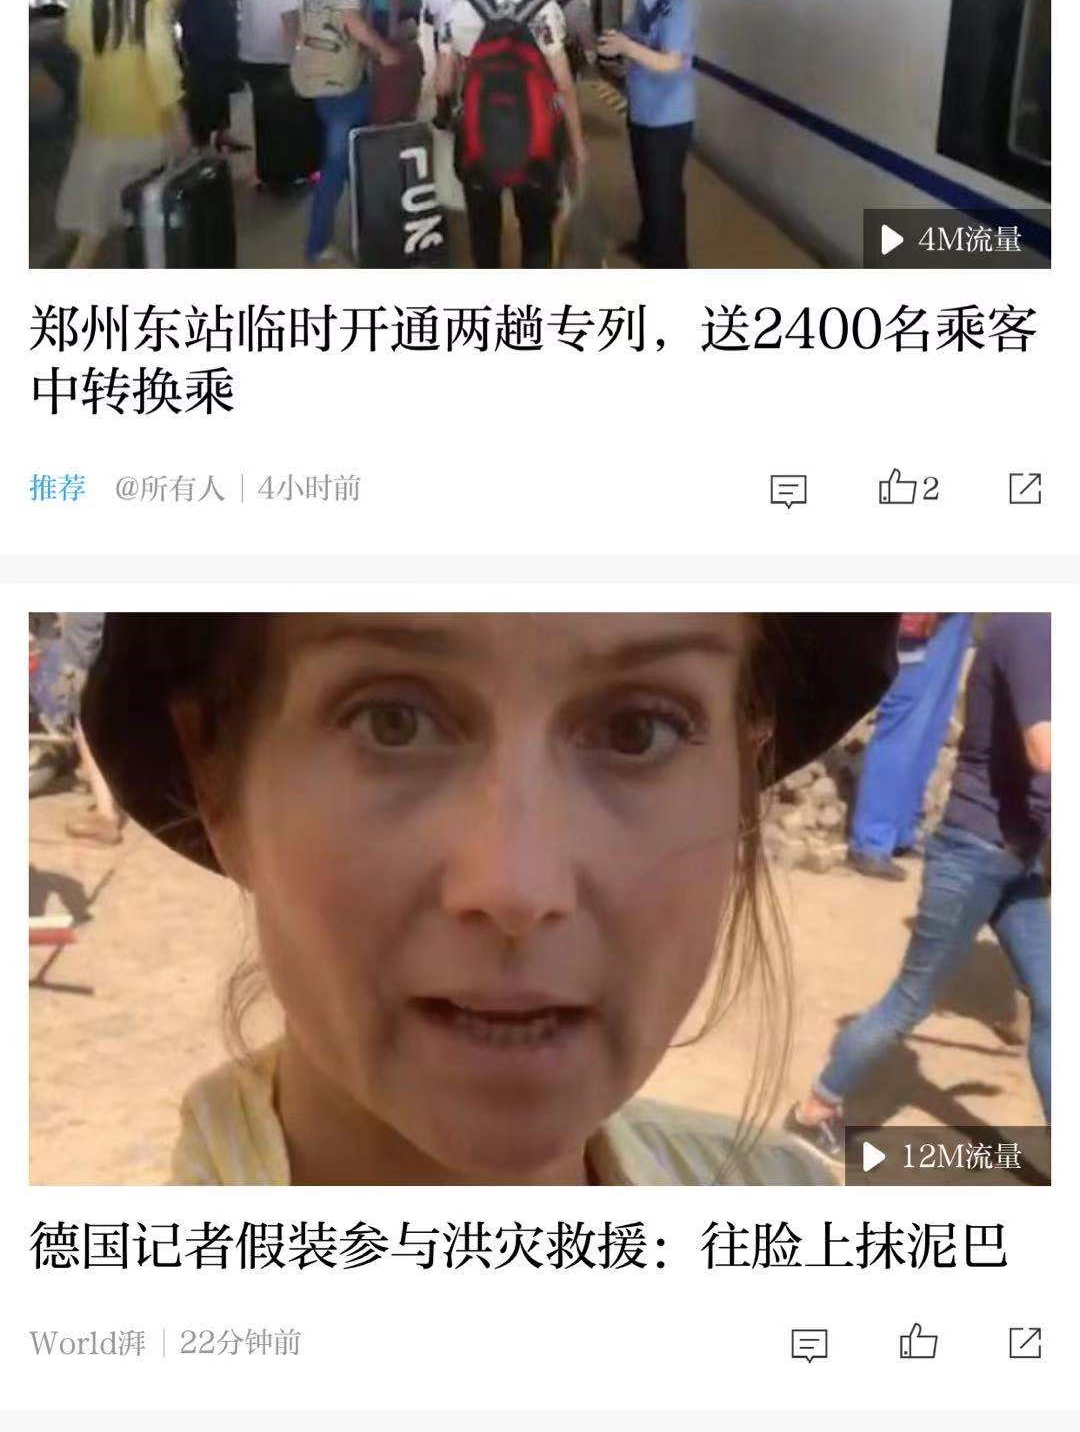 FUN
4M流量
郑州东站临时开通两趟专列，送2400名乘客
中转换乘
推荐 @所有人 | 4小时前
2
12M流量
德国记者假装参与洪灾救援：往脸上抹泥巴
World湃 | 22分钟前